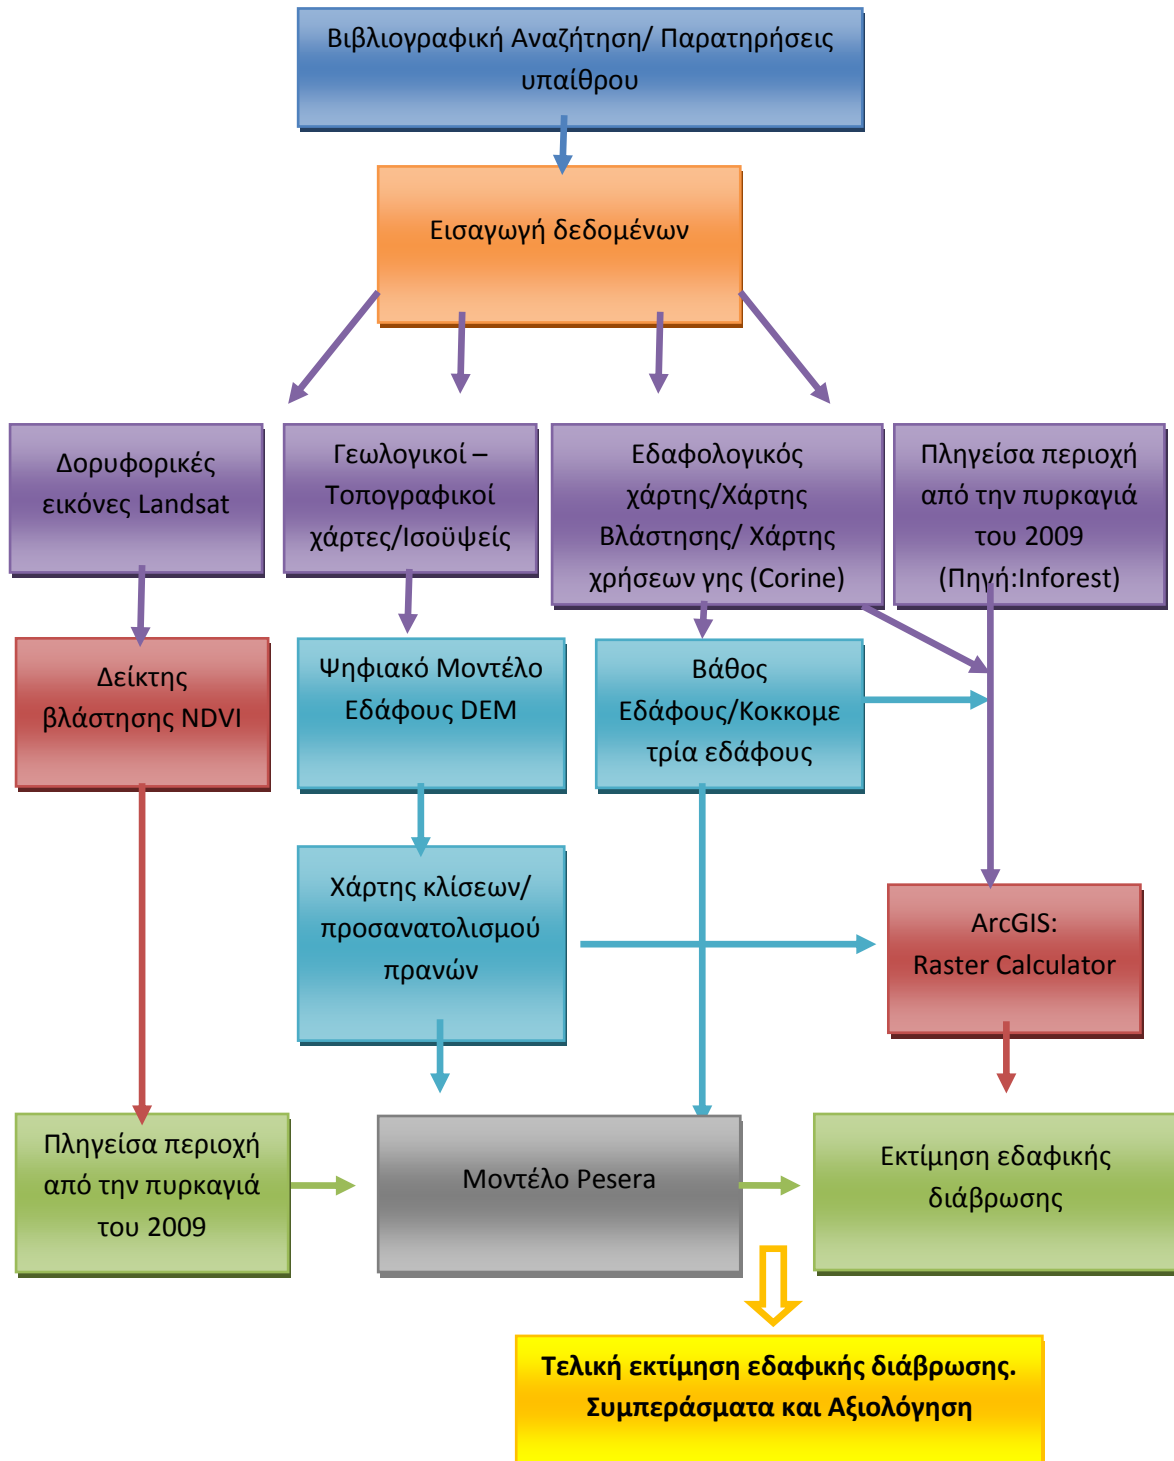 Βιβλιογραφική Αναζήτηση/ Παρατηρήσεις
υπαίθρου
Εισαγωγή δεδομένων
Δορυφορικές
εικόνες Landsat
Γεωλογικοί –
Τοπογραφικοί
χάρτες/Ισοϋψείς
Εδαφολογικός
χάρτης/Χάρτης
Βλάστησης/ Χάρτης
χρήσεων γης (Corine)
Πληγείσα περιοχή
από την πυρκαγιά
του 2009
(Πηγή:Inforest)
Δείκτης
βλάστησης NDVI
Ψηφιακό Μοντέλο
Εδάφους DEM
Βάθος
Εδάφους/Κοκκομε
τρία εδάφους
Χάρτης κλίσεων/
προσανατολισμού
πρανών
ArcGIS:
Raster Calculator
Πληγείσα περιοχή
από την πυρκαγιά
του 2009
Μοντέλο Pesera
Εκτίμηση εδαφικής
διάβρωσης
Τελική εκτίμηση εδαφικής διάβρωσης.
Συμπεράσματα και Αξιολόγηση